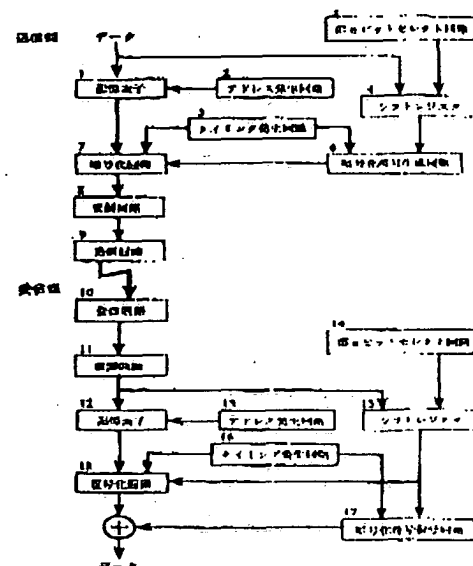 送信側
データ
5
1
記憶素子
2
アドレス発生回路
4
シフトレジスタ
3
タイミング発生回路
7
暗号化回路
6
8
変調回路
9
送信回路
受信側
10
受信回路
11
復調回路
14
12
記憶素子
13
アドレス発生回路
15
シフトレジスタ
16
タイミング発生回路
18
復号化回路
17
データ